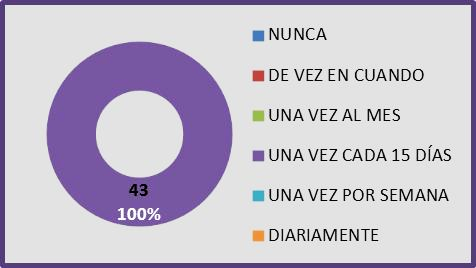 43
100%
NUNCA
DE VEZ EN CUANDO
UNA VEZ AL MES
UNA VEZ CADA 15 DÍAS
UNA VEZ POR SEMANA
DIARIAMENTE